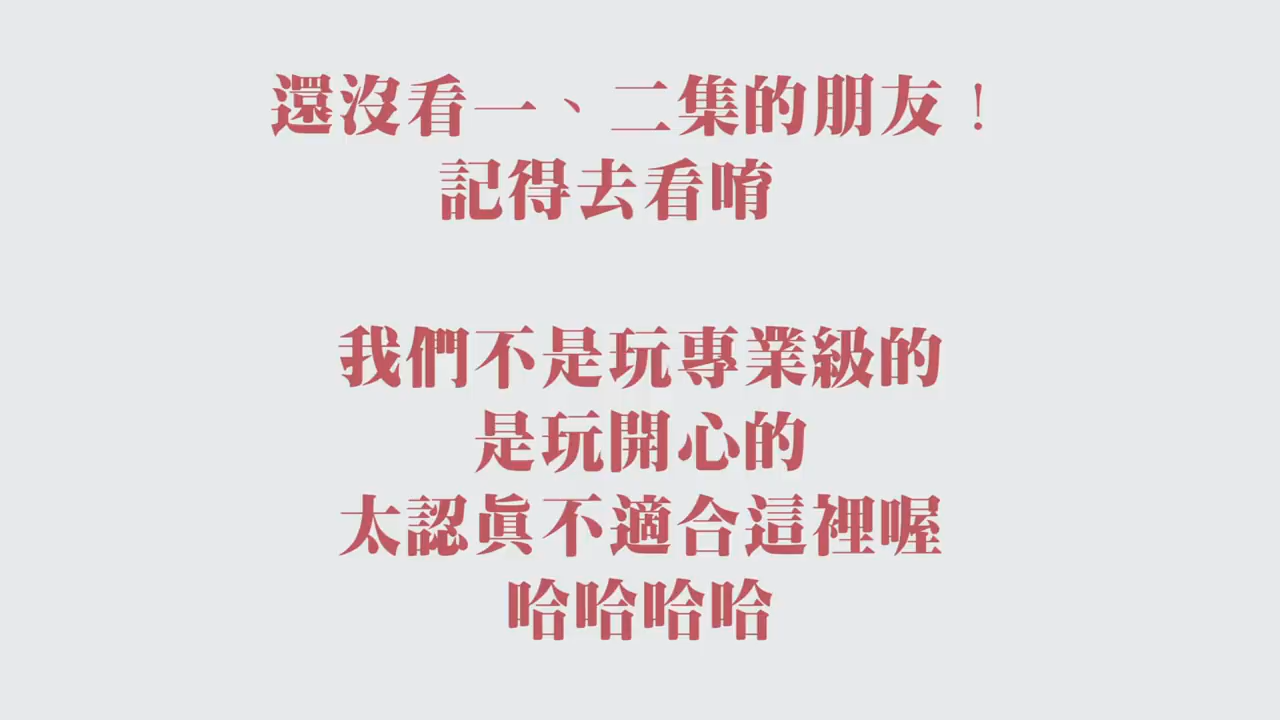 還沒看一、二集的朋友！
記得去看唷
我們不是玩專業級的
是玩開心的
太認眞不適合這裡喔
哈哈哈哈